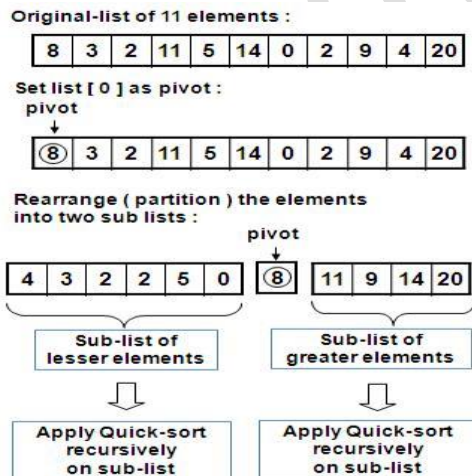 Original-list of 11 elements :
8 3 2 11 5 14 0 2 9 4 20
Set list [ 0 ] as pivot :
pivot
8 3 2 11 5 14 0 2 9 4 20
Rearrange ( partition ) the elements
into two sub lists :
pivot
4 3 2 2 5 0 8 11 9 14 20
Sub-list of
lesser elements
Sub-list of
greater elements
Apply Quick-sort
recursively
on sub-list
Apply Quick-sort
recursively
on sub-list